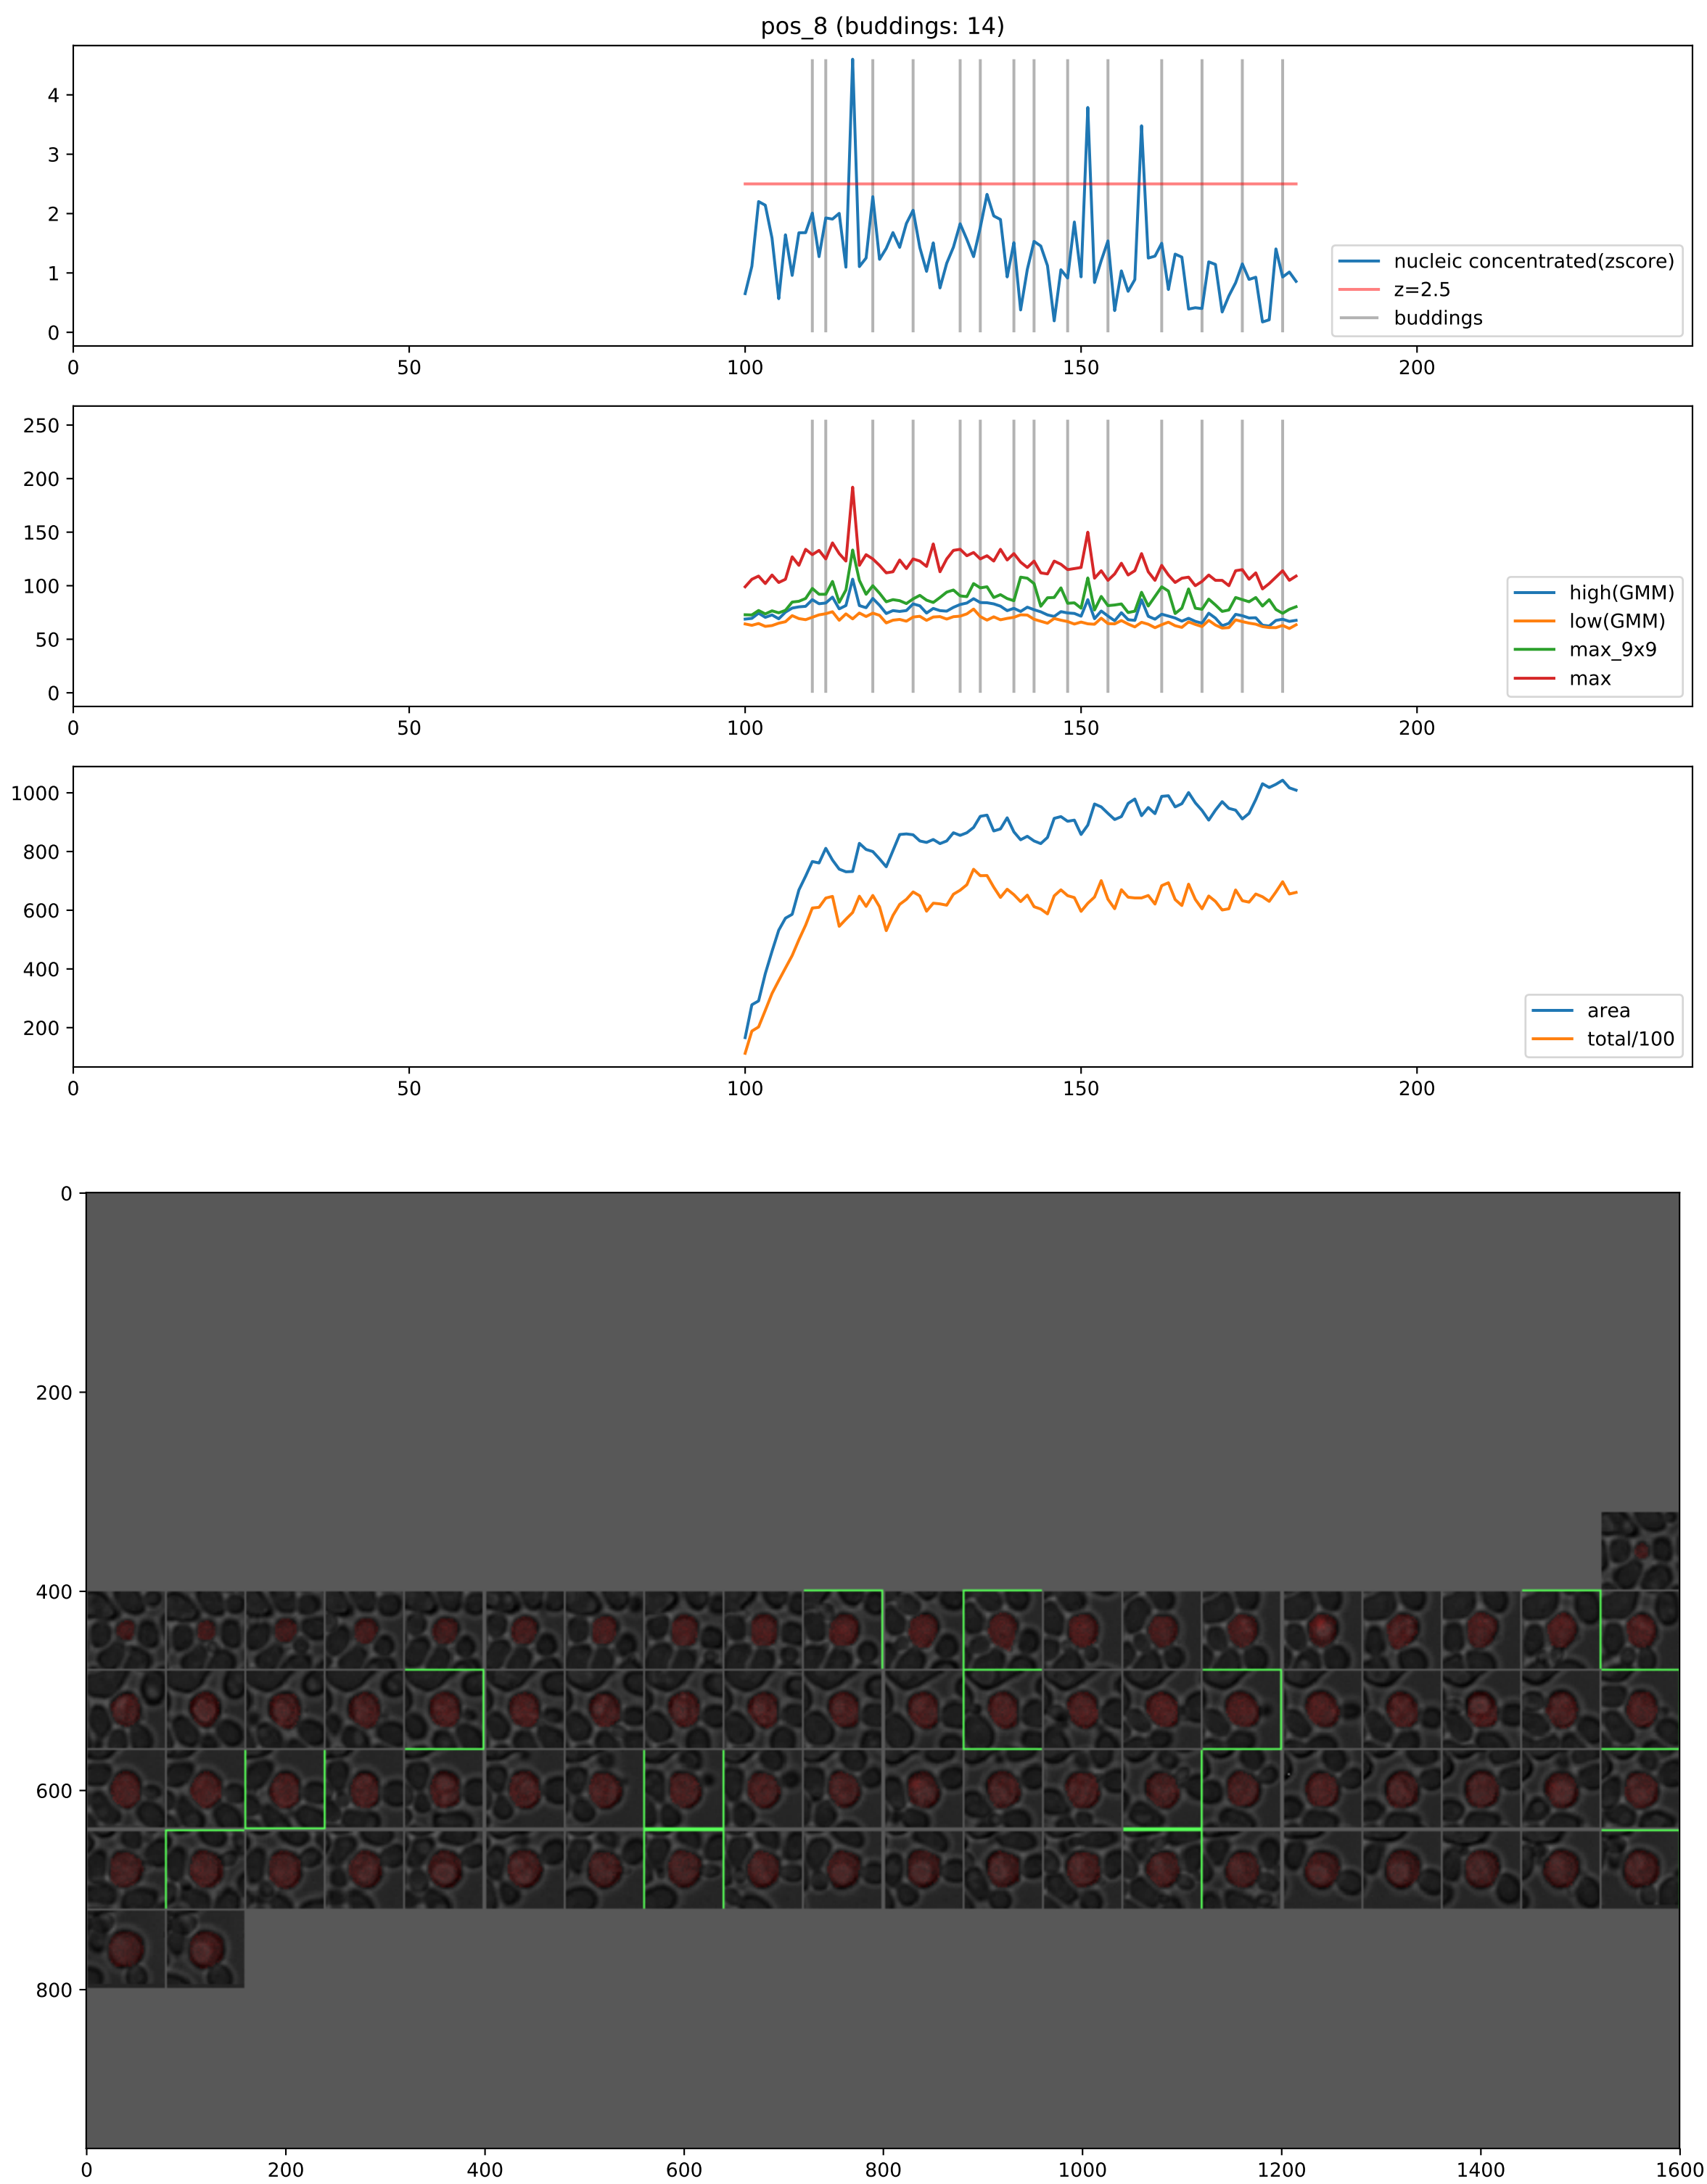 pos_8 (buddings: 14)
4
3
2
1
0
nucleic concentrated(zscore)
z=2.5
buddings
0 50 100 150 200
250
200
150
100
50
0
high(GMM)
low(GMM)
max_9x9
max
0 50 100 150 200
1000
800
600
400
200
area
total/100
0 50 100 150 200
0
200
400
600
800
0 200 400 600 800 1000 1200 1400 1600